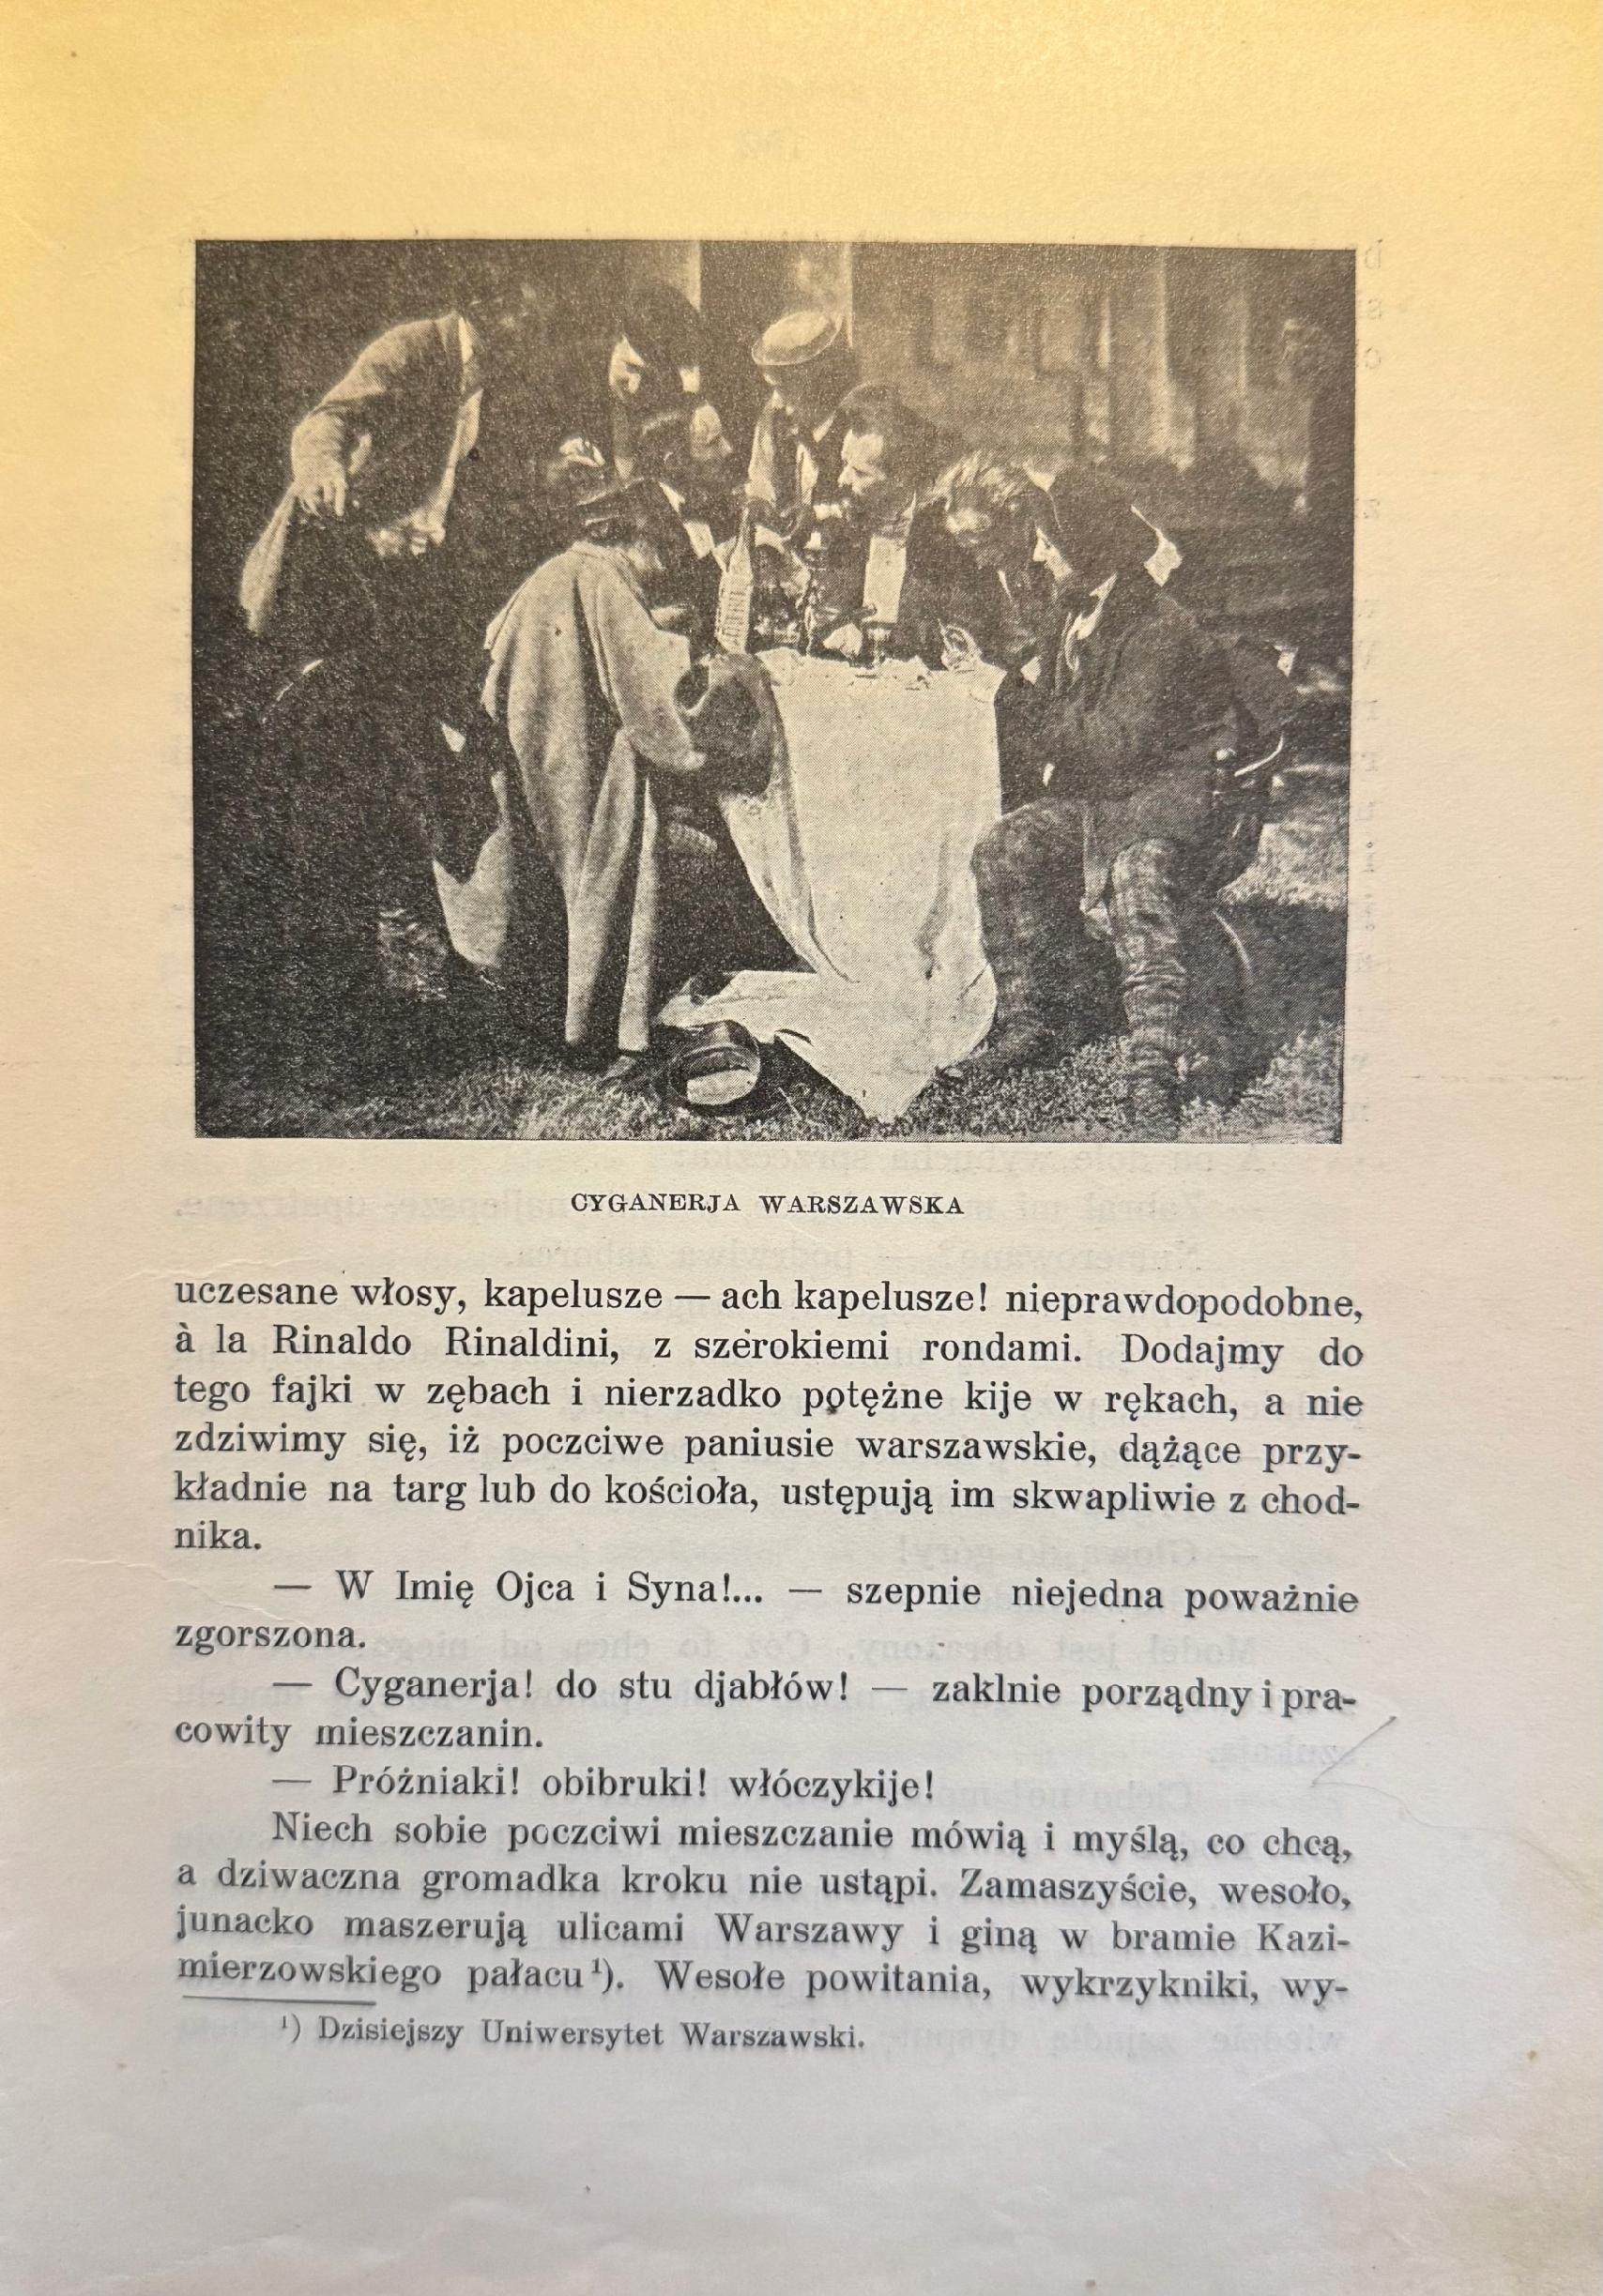 CYGANERJA WARSZAWSKA
uczesane włosy, kapelusze — ach kapelusze! nieprawdopodobne,
à la Rinaldo Rinaldini, z szerokiemi rondami. Dodajmy do
tego fajki w zębach i nierzadko potężne kije w rękach, a nie
zdziwimy się, iż poczciwe paniusie warszawskie, dążące przy-
kładnie na targ lub do kościoła, ustępują im skwapliwie z chod-
nika.
— W Imię Ojca i Syna!... — szepnie niejedna poważnie
zgorszona.
— Cyganerja! do stu djabłów! — zaklnie porządny i pra-
cowity mieszczanin.
— Próżniaki! obibruki! włóczykije!
Niech sobie poczciwi mieszczanie mówią i myślą, co chcą,
a dziwaczna gromadka kroku nie ustąpi. Zamaszyście, wesoło,
junacko maszerują ulicami Warszawy i giną w bramie Kazi-
mierzowskiego pałacu ¹). Wesołe powitania, wykrzykniki, wy-
¹) Dzisiejszy Uniwersytet Warszawski.